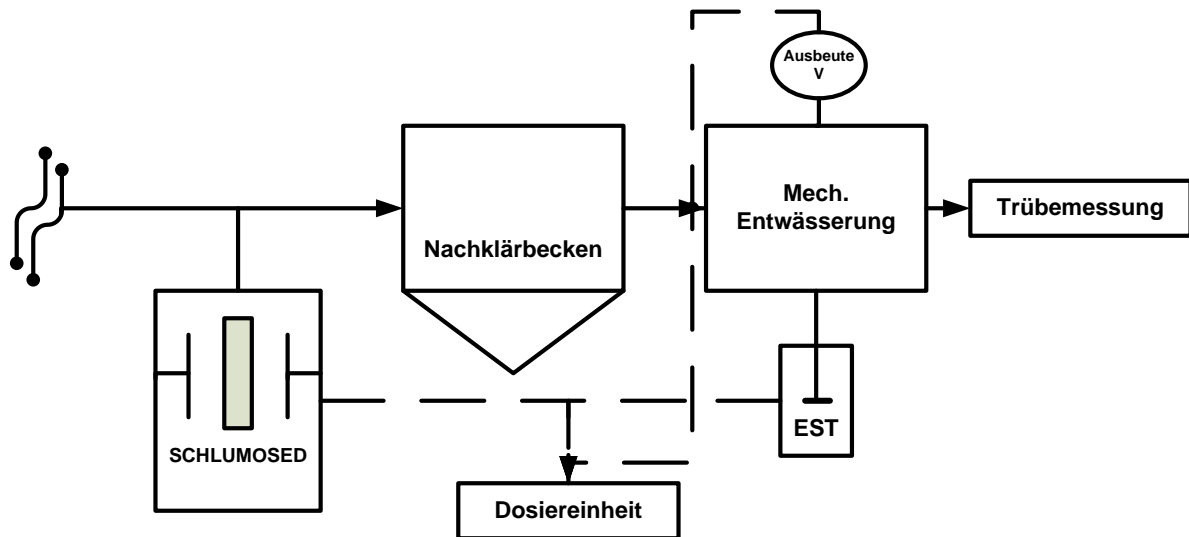 Ausbeute
V
Mech.
Entwässerung
Trübemessung
Nachklärbecken
SCHLUMOSED
EST
Dosiereinheit